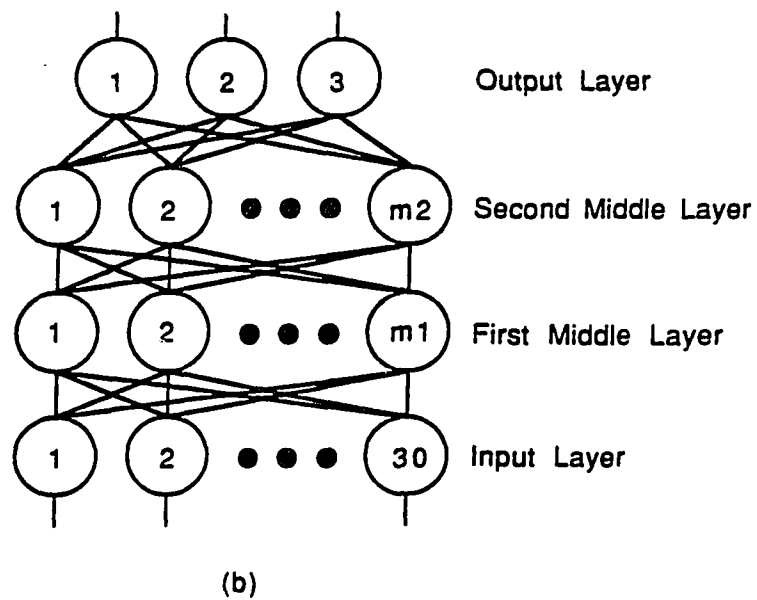 1 2 3 Output Layer
1 2 m2 Second Middle Layer
1 2 m1 First Middle Layer
1 2 30 Input Layer
(b)